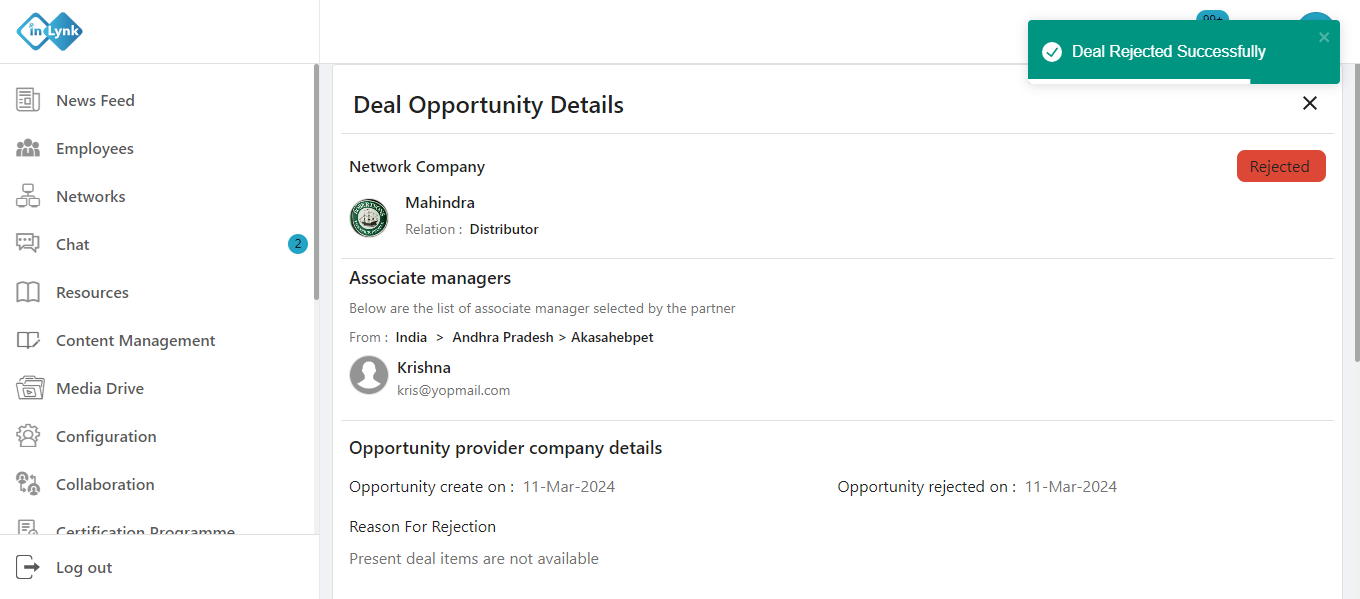 in Lynk
99+
Deal Rejected Successfully
News Feed
Employees
Networks
Chat 2
Resources
Content Management
Media Drive
Configuration
Collaboration
Certification Programme
Log out
Deal Opportunity Details
Network Company
Rejected
Mahindra
Relation : Distributor
Associate managers
Below are the list of associate manager selected by the partner
From : India > Andhra Pradesh > Akasahebpet
Krishna
kris@yopmail.com
Opportunity provider company details
Opportunity create on : 11-Mar-2024
Opportunity rejected on : 11-Mar-2024
Reason For Rejection
Present deal items are not available